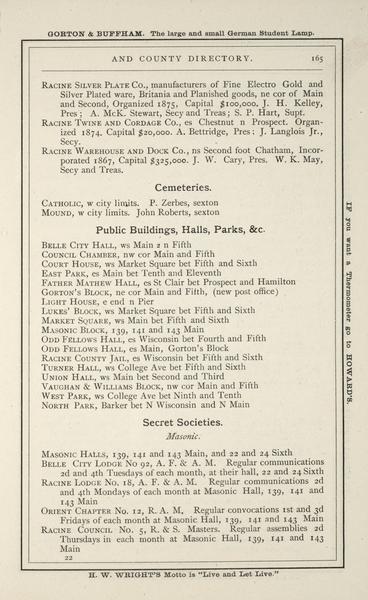 GORTON & BUFFHAM. The large and small German Student Lamp.
AND COUNTY DIRECTORY. 165
RACINE SILVER PLATE CO., manufacturers of Fine Electro Gold and
Silver Plated ware, Britania and Planished goods, ne cor of Main
and Second, Organized 1875, Capital $100,000. J. H. Kelley,
Pres; A. McK. Stewart, Secy and Treas; S. P. Hart, Supt.
RACINE TWINE AND CORDAGE CO., es Chestnut n Prospect. Organ-
ized 1874, Capital $20,000. A. Bettridge, Pres: J. Langlois Jr.,
Secy.
RACINE WAREHOUSE AND DOCK CO., ns Second foot Chatham, Incor-
porated 1867, Capital $325,000. J. W. Cary, Pres. W. K. May,
Secy and Treas.
Cemeteries.
CATHOLIC, w city limits. P. Zerbes, sexton
MOUND, w city limits. John Roberts, sexton
Public Buildings, Halls, Parks, &c.
BELLE CITY HALL, ws Main 2 n Fifth
COUNCIL CHAMBER, nw cor Main and Fifth
COURT HOUSE, ws Market Square bet Fifth and Sixth
EAST PARK, es Main bet Tenth and Eleventh
FATHER MATHEW HALL, es St Clair bet Prospect and Hamilton
GORTON'S BLOCK, ne cor Main and Fifth, (new post office)
LIGHT HOUSE, e end n Pier
LUKES' BLOCK, ws Market Square bet Fifth and Sixth
MARKET SQUARE, ws Main bet Fifth and Sixth
MASONIC BLOCK, 139, 141 and 143 Main
ODD FELLOWS HALL, es Wisconsin bet Fourth and Fifth
ODD FELLOWS HALL, es Main, Gorton's Block
RACINE COUNTY JAIL, es Wisconsin bet Fifth and Sixth
TURNER HALL, ws College Ave bet Fifth and Sixth
UNION HALL, ws Main bet Second and Third
VAUGHAN & WILLIAMS BLOCK, nw cor Main and Fifth
WEST PARK, ws College Ave bet Ninth and Tenth
NORTH PARK, Barker bet N Wisconsin and N Main
Secret Societies.
Masonic.
MASONIC HALLS, 139, 141 and 143 Main, and 22 and 24 Sixth
BELLE CITY LODGE NO 92, A. F. & A. M. Regular communications
2d and 4th Tuesdays of each month, at their hall, 22 and 24 Sixth
RACINE LODGE NO. 18, A. F. & A. M. Regular communications 2d
and 4th Mondays of each month at Masonic Hall, 139, 141 and
143 Main
ORIENT CHAPTER NO. 12, R. A. M, Regular convocations 1st and 3d
Fridays of each month at Masonic Hall, 139, 141 and 143 Main
RACINE COUNCIL NO. 5, R. & S. Masters. Regular assemblies 2d
Thursdays in each month at Masonic Hall, 139, 141 and 143
Main
22
IF you want a Thermometer go to HOWARD'S.
H. W. WRIGHT'S Motto is "Live and Let Live."